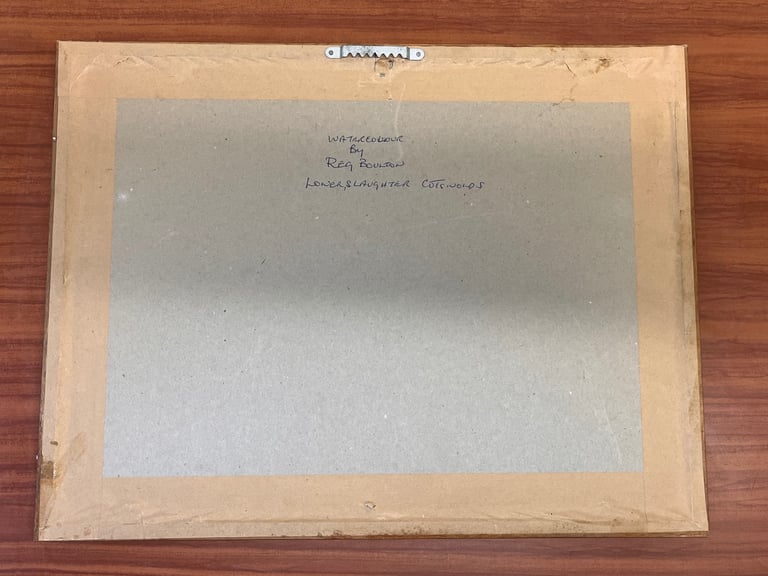 WATERCOLOUR
By
REG BOULTON
LOWER SLAUGHTER COTSWOLDS